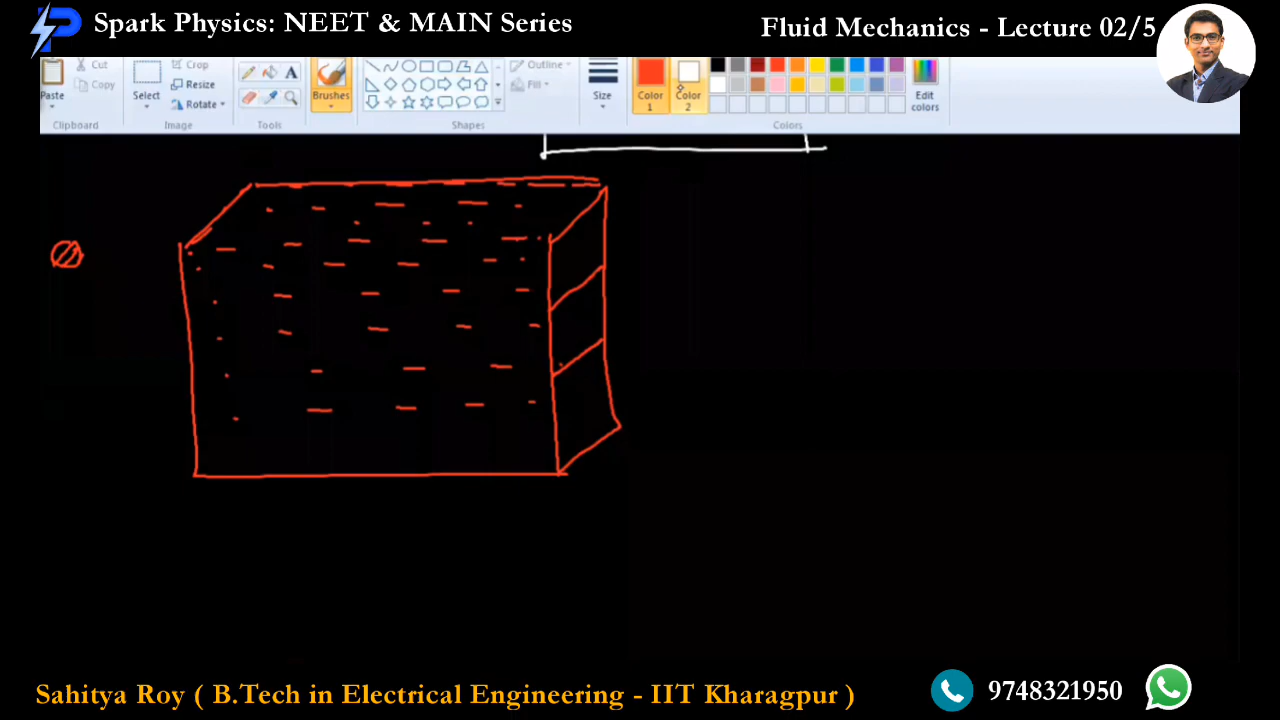 Spark Physics: NEET & MAIN Series
Fluid Mechanics - Lecture 02/5
Paste
Cut
Copy
Clipboard
Select
Crop
Resize
Rotate
Image
A
Tools
Brushes
Shapes
Outline
Fill
Size
Color
1
Color
2
Edit
colors
Colors
Sahitya Roy ( B.Tech in Electrical Engineering - IIT Kharagpur )
9748321950